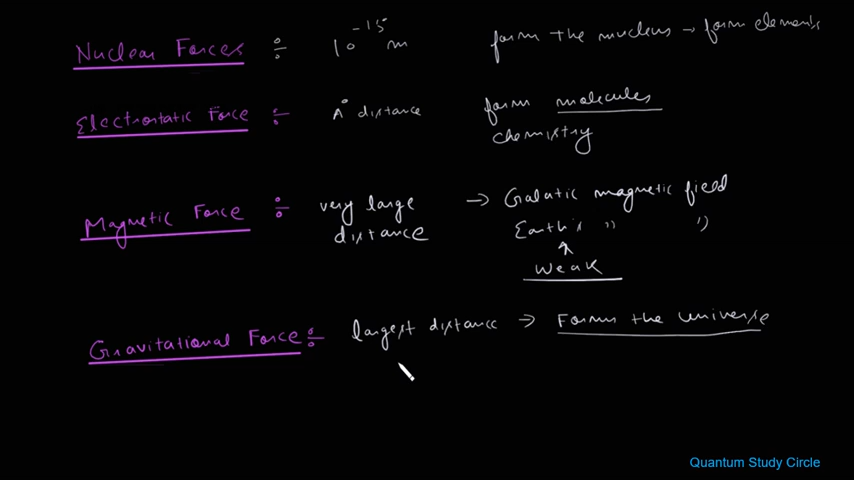 Nuclear Forces ÷ 10⁻¹⁵ m form the nucleus → form elements
Electrostatic Force ÷ A° distance form molecules
chemistry
Magnetic Force ÷ very large distance → Galatic magnetic field
Earth's " "
Weak
Gravitational Force ÷ largest distance → Forms the universe
Quantum Study Circle